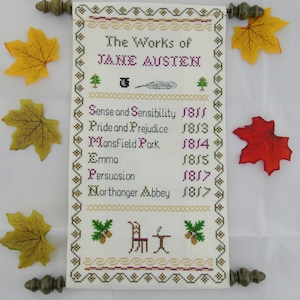 The Works of
JANE AUSTEN
Sense and Sensibility 1811
Pride and Prejudice 1813
Mansfield Park 1814
Emma 1815
Persuasion 1817
Northanger Abbey 1817